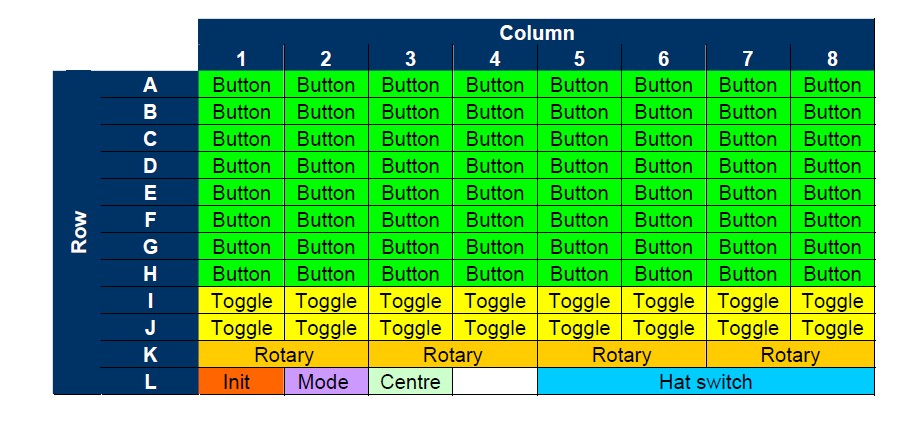 Column
1 2 3 4 5 6 7 8
Row
A Button Button Button Button Button Button Button Button
B Button Button Button Button Button Button Button Button
C Button Button Button Button Button Button Button Button
D Button Button Button Button Button Button Button Button
E Button Button Button Button Button Button Button Button
F Button Button Button Button Button Button Button Button
G Button Button Button Button Button Button Button Button
H Button Button Button Button Button Button Button Button
I Toggle Toggle Toggle Toggle Toggle Toggle Toggle Toggle
J Toggle Toggle Toggle Toggle Toggle Toggle Toggle Toggle
K Rotary Rotary Rotary Rotary
L Init Mode Centre Hat switch